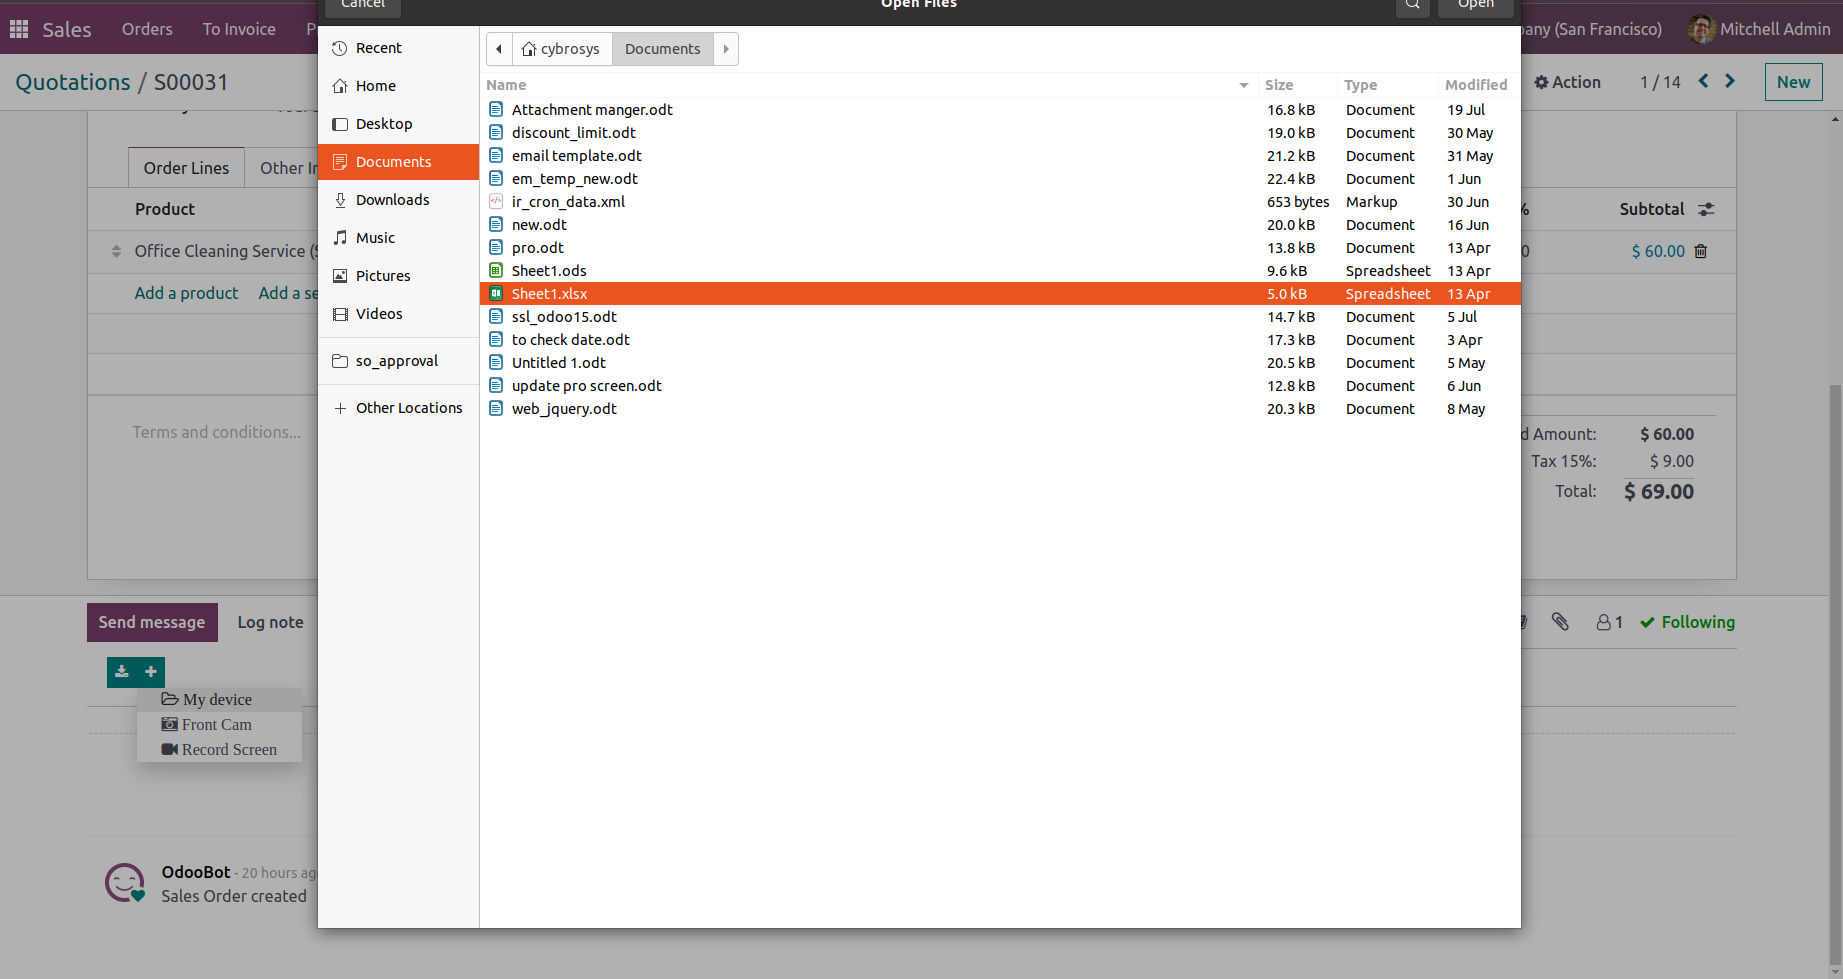 Cancel
Open Files
Open
Sales
Orders
To Invoice
(San Francisco)
Mitchell Admin
Quotations / S00031
Action
1 / 14
New
Recent
Home
Desktop
Documents
Downloads
Music
Pictures
Videos
so_approval
Other Locations
cybrosys
Documents
Name Size Type Modified
Attachment manger.odt 16.8 kB Document 19 Jul
discount_limit.odt 19.0 kB Document 30 May
email template.odt 21.2 kB Document 31 May
em_temp_new.odt 22.4 kB Document 1 Jun
ir_cron_data.xml 653 bytes Markup 30 Jun
new.odt 20.0 kB Document 16 Jun
pro.odt 13.8 kB Document 13 Apr
Sheet1.ods 9.6 kB Spreadsheet 13 Apr
Sheet1.xlsx 5.0 kB Spreadsheet 13 Apr
ssl_odoo15.odt 14.7 kB Document 5 Jul
to check date.odt 17.3 kB Document 3 Apr
Untitled 1.odt 20.5 kB Document 5 May
update pro screen.odt 12.8 kB Document 6 Jun
web_jquery.odt 20.3 kB Document 8 May
Order Lines
Other
Product
% Subtotal
Office Cleaning Service
0 $ 60.00
Add a product
Add a
Terms and conditions...
Amount: $ 60.00
Tax 15%: $ 9.00
Total: $ 69.00
Send message
Log note
1
Following
My device
Front Cam
Record Screen
OdooBot - 20 hours
Sales Order created